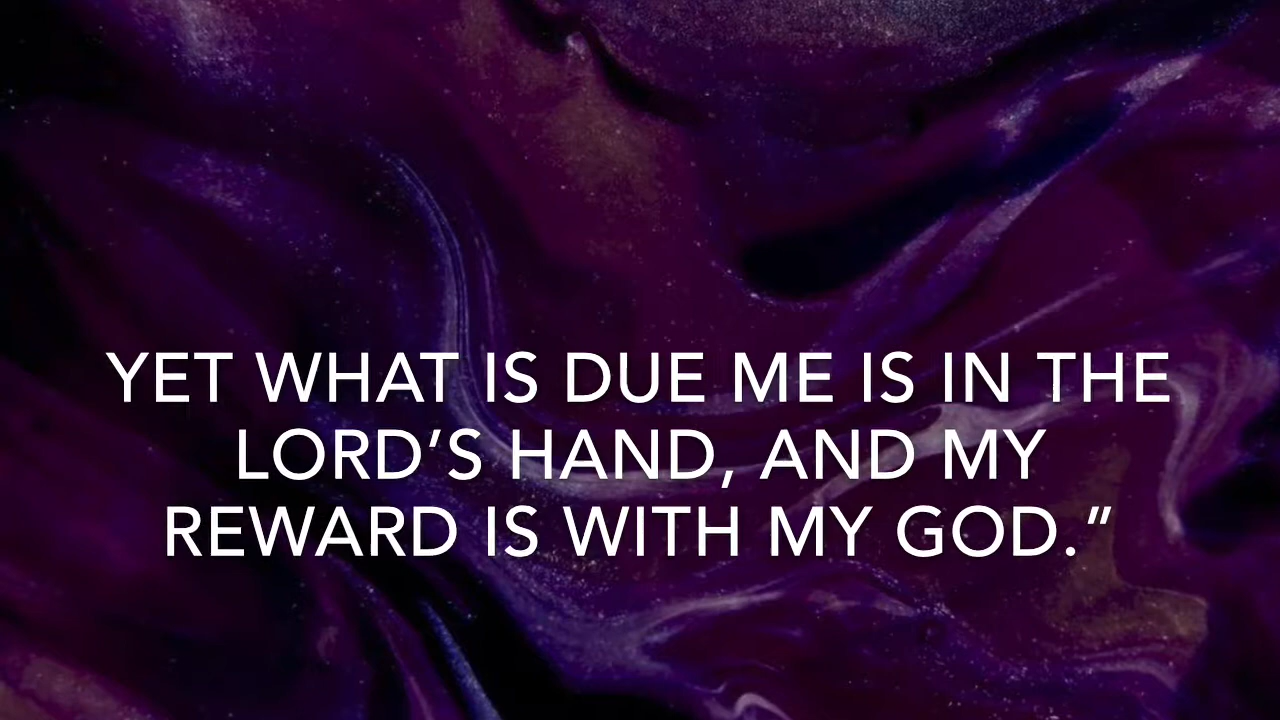 YET WHAT IS DUE ME IS IN THE
LORD’S HAND, AND MY
REWARD IS WITH MY GOD.”